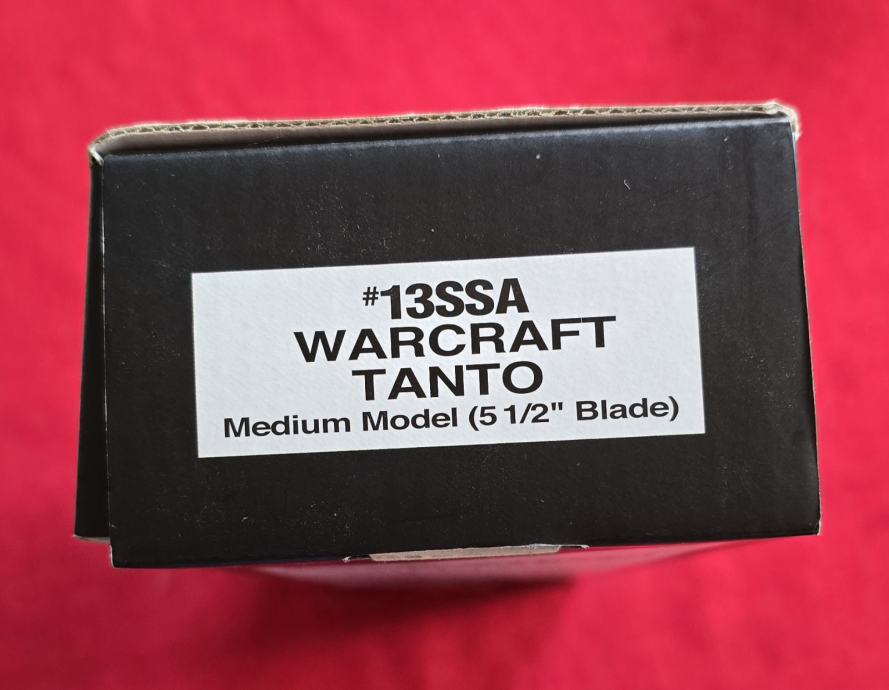 #13SSA
WARCRAFT
TANTO
Medium Model (5 1/2" Blade)